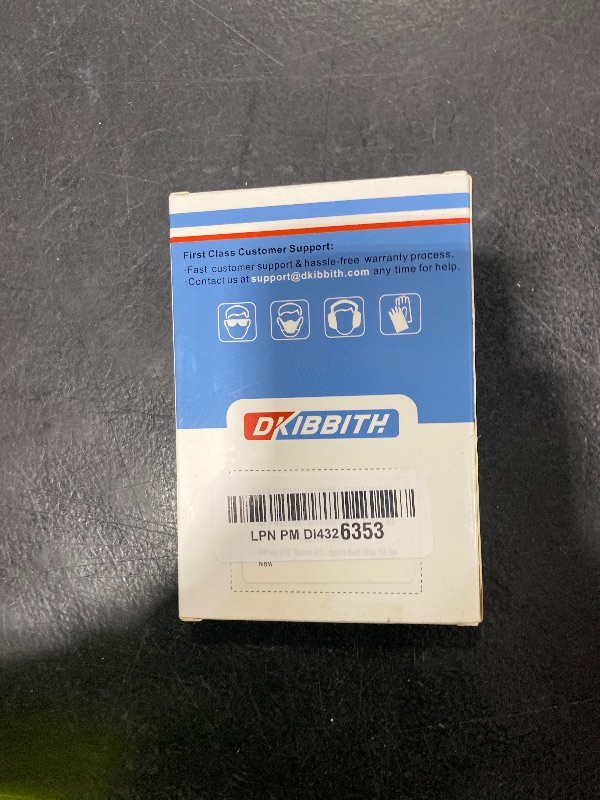 First Class Customer Support:
·Fast customer support & hassle-free warranty process.
·Contact us at support@dkibbith.com any time for help.
DKIBBITH
LPN PM DI4326353
New